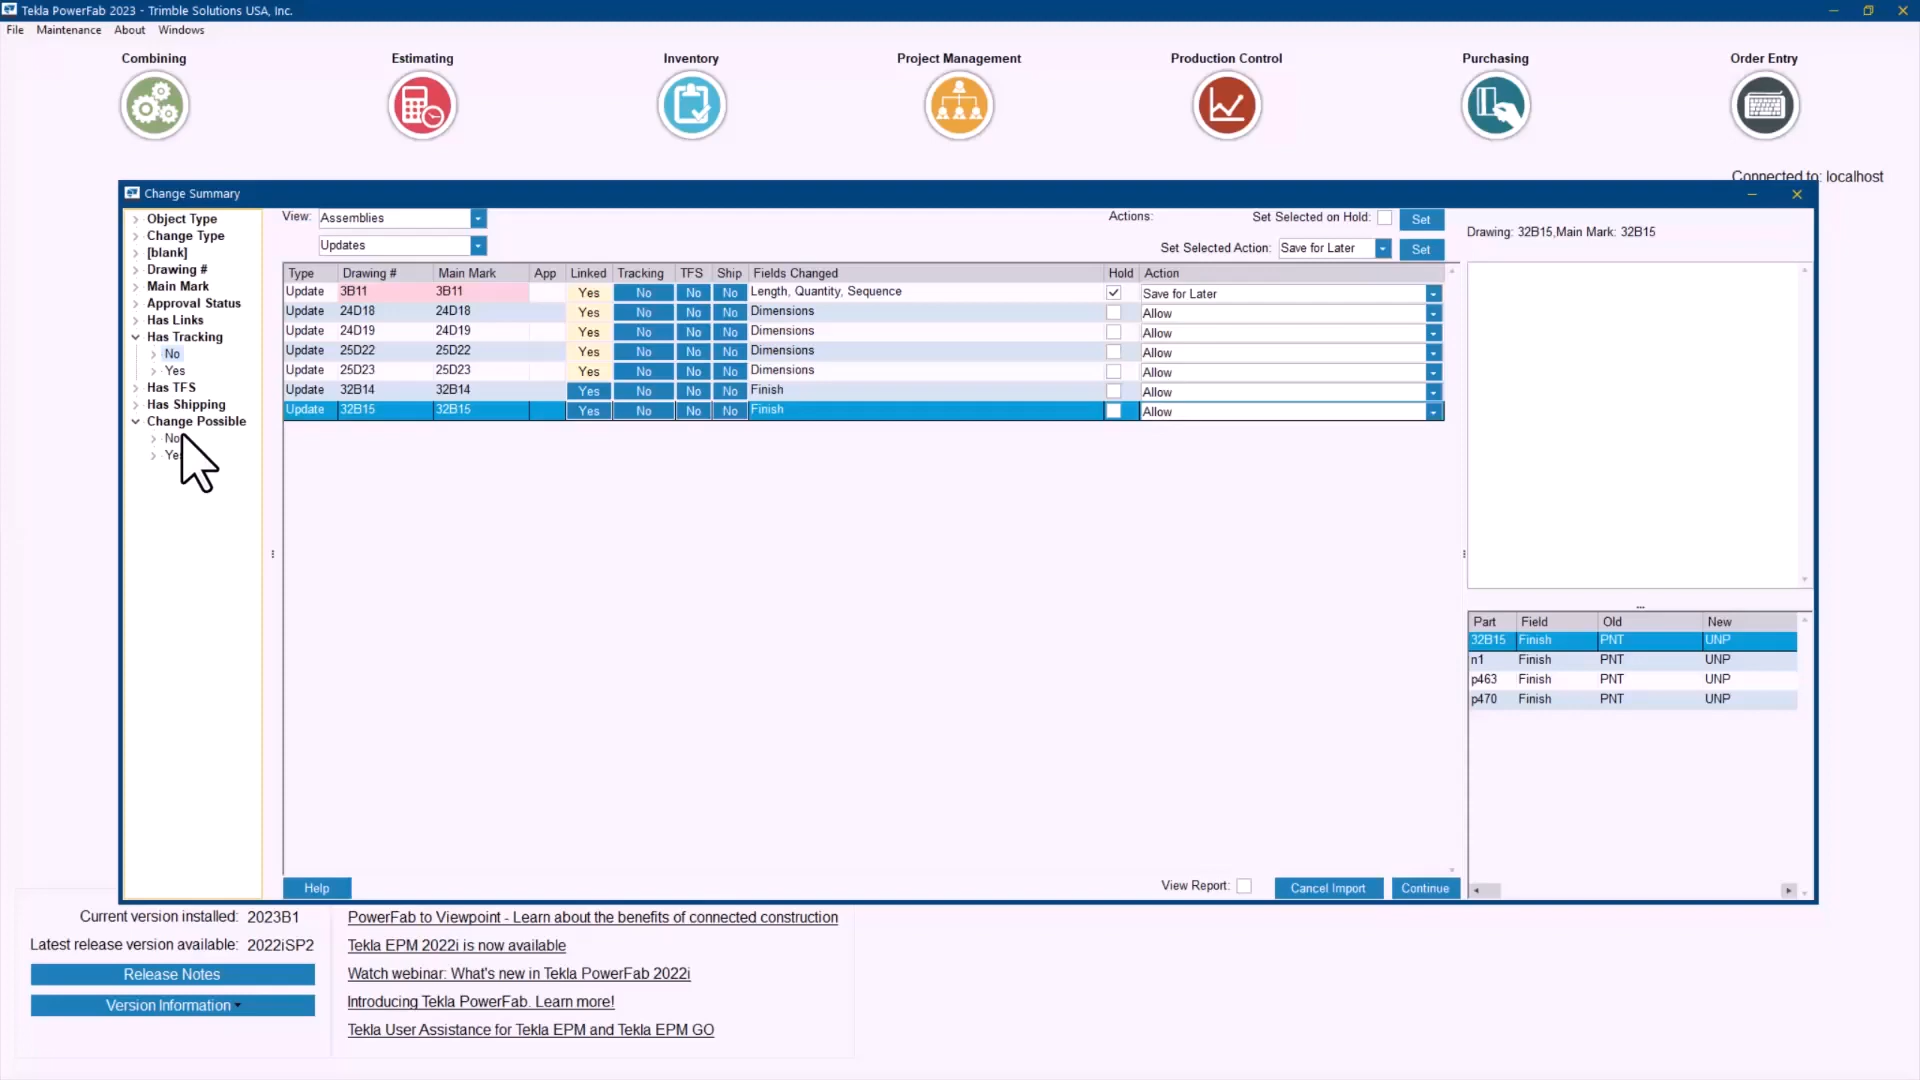 Tekla PowerFab 2023 - Trimble Solutions USA, Inc.
File Maintenance About Windows
Combining Estimating Inventory Project Management Production Control Purchasing Order Entry
Connected to: localhost
Change Summary
Object Type
Change Type
[blank]
Drawing #
Main Mark
Approval Status
Has Links
Has Tracking
No
Yes
Has TFS
Has Shipping
Change Possible
No
View: Assemblies
Updates
Actions: Set Selected on Hold: Set
Set Selected Action: Save for Later Set
Type Drawing # Main Mark App Linked Tracking TFS Ship Fields Changed Hold Action
Update 3B11 3B11 Yes No No No Length, Quantity, Sequence Save for Later
Update 24D18 24D18 Yes No No No Dimensions Allow
Update 24D19 24D19 Yes No No No Dimensions Allow
Update 25D22 25D22 Yes No No No Dimensions Allow
Update 25D23 25D23 Yes No No No Dimensions Allow
Update 32B14 32B14 Yes No No No Finish Allow
Update 32B15 32B15 Yes No No No Finish Allow
Drawing: 32B15,Main Mark: 32B15
...
Part Field Old New
32B15 Finish PNT UNP
n1 Finish PNT UNP
p463 Finish PNT UNP
p470 Finish PNT UNP
Help View Report: Cancel Import Continue
Current version installed: 2023B1
Latest release version available: 2022iSP2
Release Notes
Version Information
PowerFab to Viewpoint - Learn about the benefits of connected construction
Tekla EPM 2022i is now available
Watch webinar: What's new in Tekla PowerFab 2022i
Introducing Tekla PowerFab. Learn more!
Tekla User Assistance for Tekla EPM and Tekla EPM GO